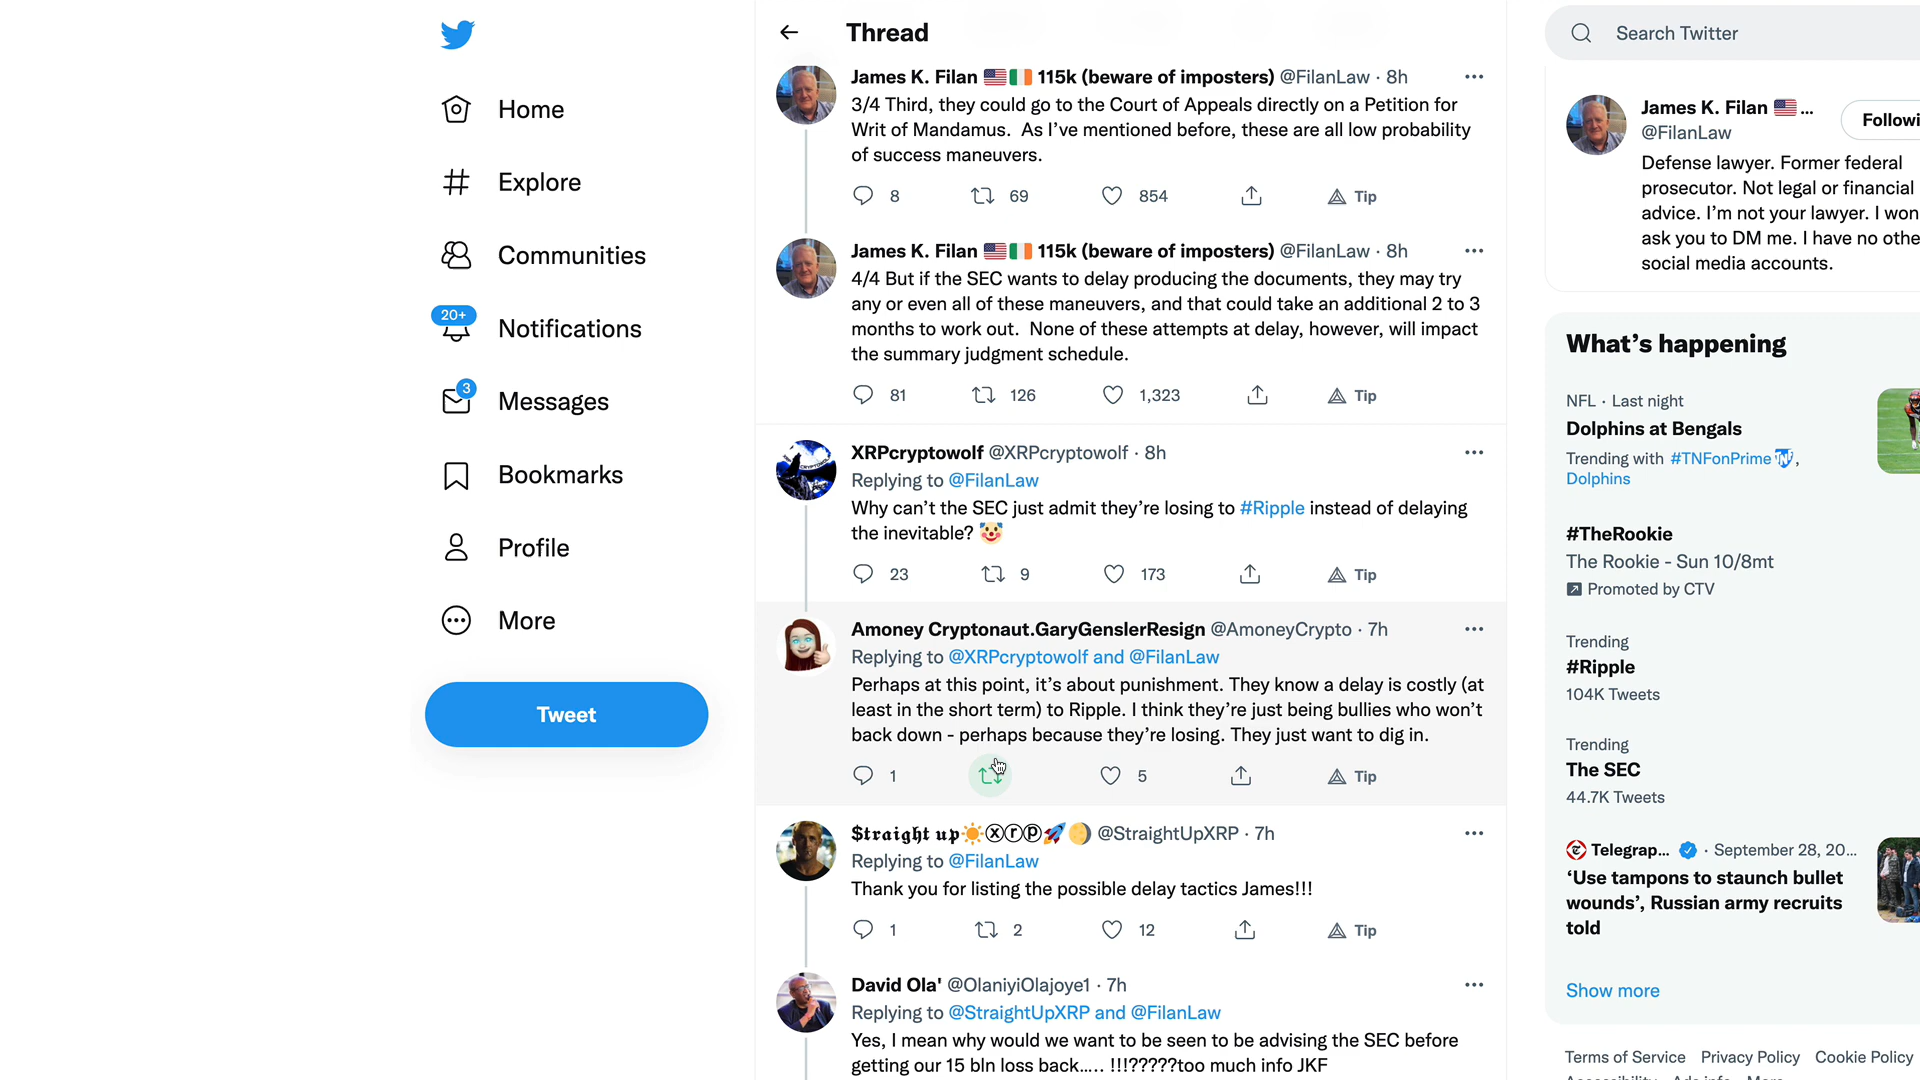 Home
Explore
Communities
20+
Notifications
3
Messages
Bookmarks
Profile
More
Tweet
Thread
James K. Filan 🇺🇸🇮🇪 115k (beware of imposters) @FilanLaw · 8h
3/4 Third, they could go to the Court of Appeals directly on a Petition for
Writ of Mandamus. As I've mentioned before, these are all low probability
of success maneuvers.
8 69 854 Tip
James K. Filan 🇺🇸🇮🇪 115k (beware of imposters) @FilanLaw · 8h
4/4 But if the SEC wants to delay producing the documents, they may try
any or even all of these maneuvers, and that could take an additional 2 to 3
months to work out. None of these attempts at delay, however, will impact
the summary judgment schedule.
81 126 1,323 Tip
XRPcryptowolf @XRPcryptowolf · 8h
Replying to @FilanLaw
Why can't the SEC just admit they're losing to #Ripple instead of delaying
the inevitable? 🤡
23 9 173 Tip
Amoney Cryptonaut.GaryGenslerResign @AmoneyCrypto · 7h
Replying to @XRPcryptowolf and @FilanLaw
Perhaps at this point, it's about punishment. They know a delay is costly (at
least in the short term) to Ripple. I think they're just being bullies who won't
back down - perhaps because they're losing. They just want to dig in.
1 5 Tip
$𝖙𝖗𝖆𝖎𝖌𝖍𝖙 𝖚𝖕☀️ⓧⓡⓟ🚀🌖 @StraightUpXRP · 7h
Replying to @FilanLaw
Thank you for listing the possible delay tactics James!!!
1 2 12 Tip
David Ola' @OlaniyiOlajoye1 · 7h
Replying to @StraightUpXRP and @FilanLaw
Yes, I mean why would we want to be seen to be advising the SEC before
getting our 15 bln loss back..... !!!?????too much info JKF
Search Twitter
James K. Filan 🇺🇸 ...
@FilanLaw
Followi
Defense lawyer. Former federal
prosecutor. Not legal or financial
advice. I'm not your lawyer. I won
ask you to DM me. I have no othe
social media accounts.
What's happening
NFL · Last night
Dolphins at Bengals
Trending with #TNFonPrime,
Dolphins
#TheRookie
The Rookie - Sun 10/8mt
Promoted by CTV
Trending
#Ripple
104K Tweets
Trending
The SEC
44.7K Tweets
Telegrap... · September 28, 20...
'Use tampons to staunch bullet
wounds', Russian army recruits
told
Show more
Terms of Service Privacy Policy Cookie Policy